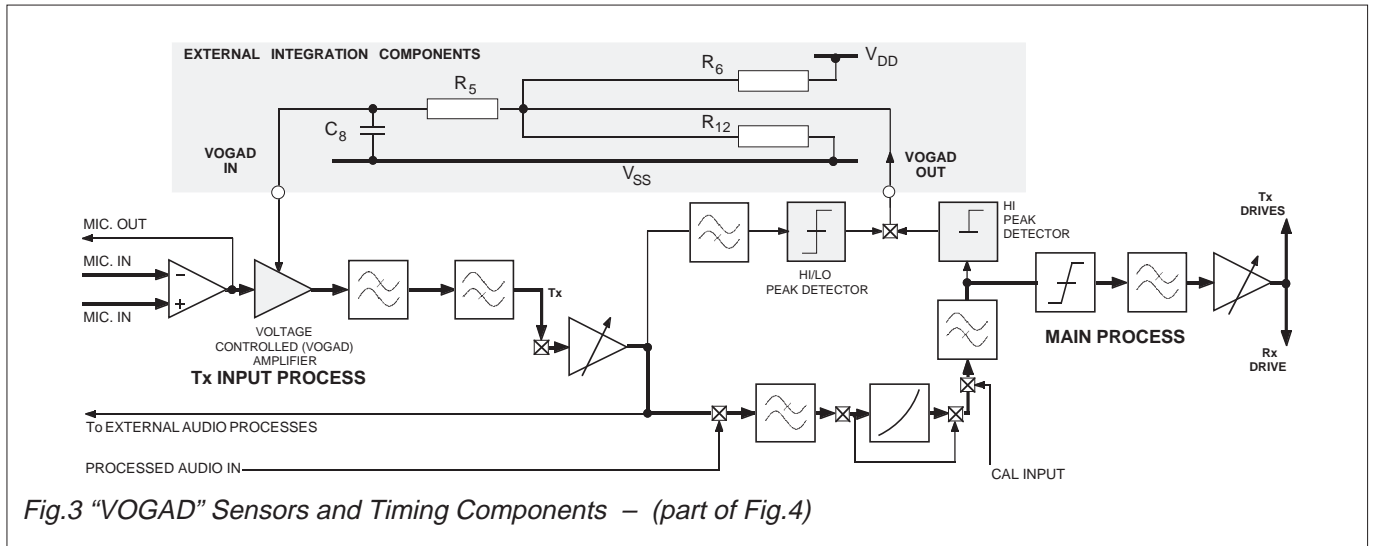 EXTERNAL INTEGRATION COMPONENTS
VDD
R6
R5
C8
R12
VOGAD
IN
VSS
VOGAD
OUT
MIC. OUT
MIC. IN
MIC. IN
−
+
VOLTAGE
CONTROLLED (VOGAD)
AMPLIFIER
Tx INPUT PROCESS
Tx
HI/LO
PEAK DETECTOR
HI
PEAK
DETECTOR
MAIN PROCESS
Tx
DRIVES
Rx
DRIVE
To EXTERNAL AUDIO PROCESSES
PROCESSED AUDIO IN
CAL INPUT
Fig.3 “VOGAD” Sensors and Timing Components – (part of Fig.4)